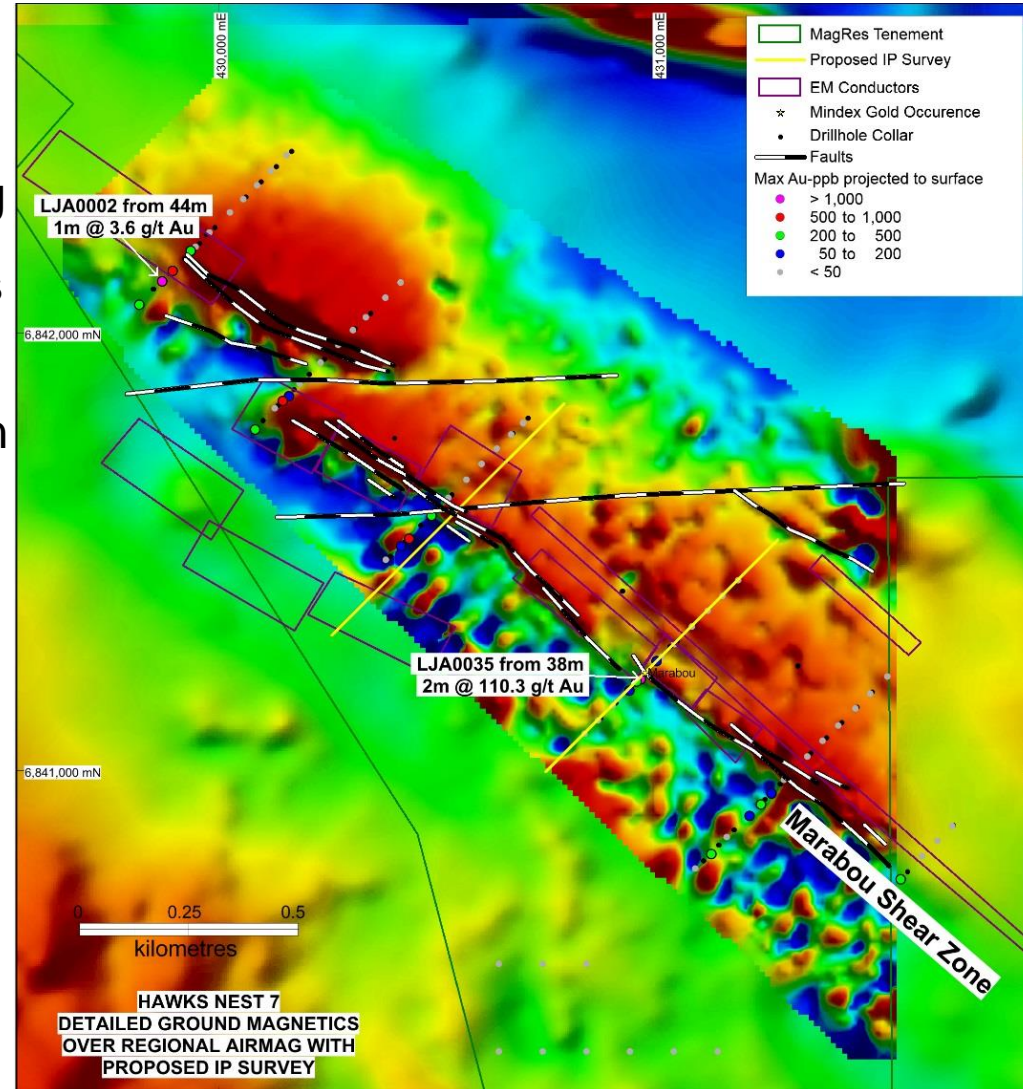 430,000 mE
431,000 mE
MagRes Tenement
Proposed IP Survey
EM Conductors
Mindex Gold Occurence
Drillhole Collar
Faults
Max Au-ppb projected to surface
> 1,000
500 to 1,000
200 to 500
50 to 200
< 50
g
s
n
LJA0002 from 44m
1m @ 3.6 g/t Au
6,842,000 mN
LJA0035 from 38m
2m @ 110.3 g/t Au
Marabou
6,841,000 mN
Marabou Shear Zone
0 0.25 0.5
kilometres
HAWKS NEST 7
DETAILED GROUND MAGNETICS
OVER REGIONAL AIRMAG WITH
PROPOSED IP SURVEY